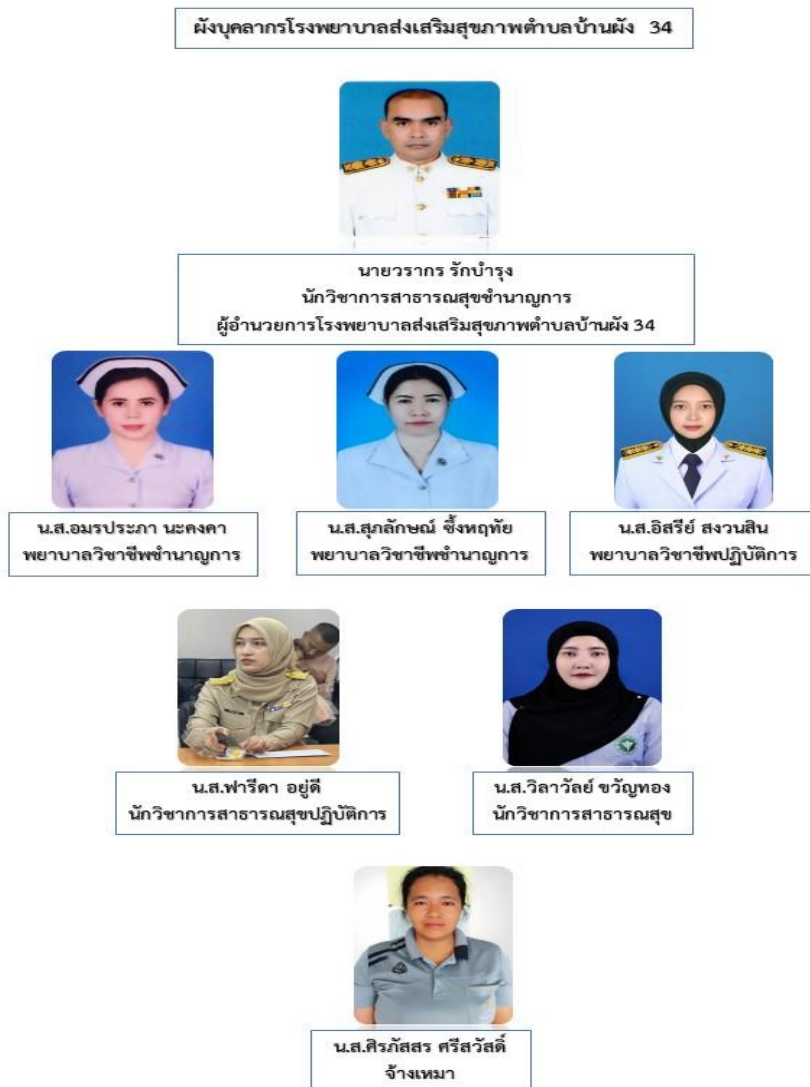 ผังบุคลากรโรงพยาบาลส่งเสริมสุขภาพตำบลบ้านผัง 34
นายวรากร รักบำรุง
นักวิชาการสาธารณสุขชำนาญการ
ผู้อำนวยการโรงพยาบาลส่งเสริมสุขภาพตำบลบ้านผัง 34
น.ส.อมรประภา นะคงคา
พยาบาลวิชาชีพชำนาญการ
น.ส.สุภลักษณ์ ซึ้งหฤทัย
พยาบาลวิชาชีพชำนาญการ
น.ส.อิสรีย์ สงวนสิน
พยาบาลวิชาชีพปฏิบัติการ
น.ส.ฟารีดา อยู่ดี
นักวิชาการสาธารณสุขปฏิบัติการ
น.ส.วิลาวัลย์ ขวัญทอง
นักวิชาการสาธารณสุข
น.ส.ศิรภัสสร ศรีสวัสดิ์
จ้างเหมา